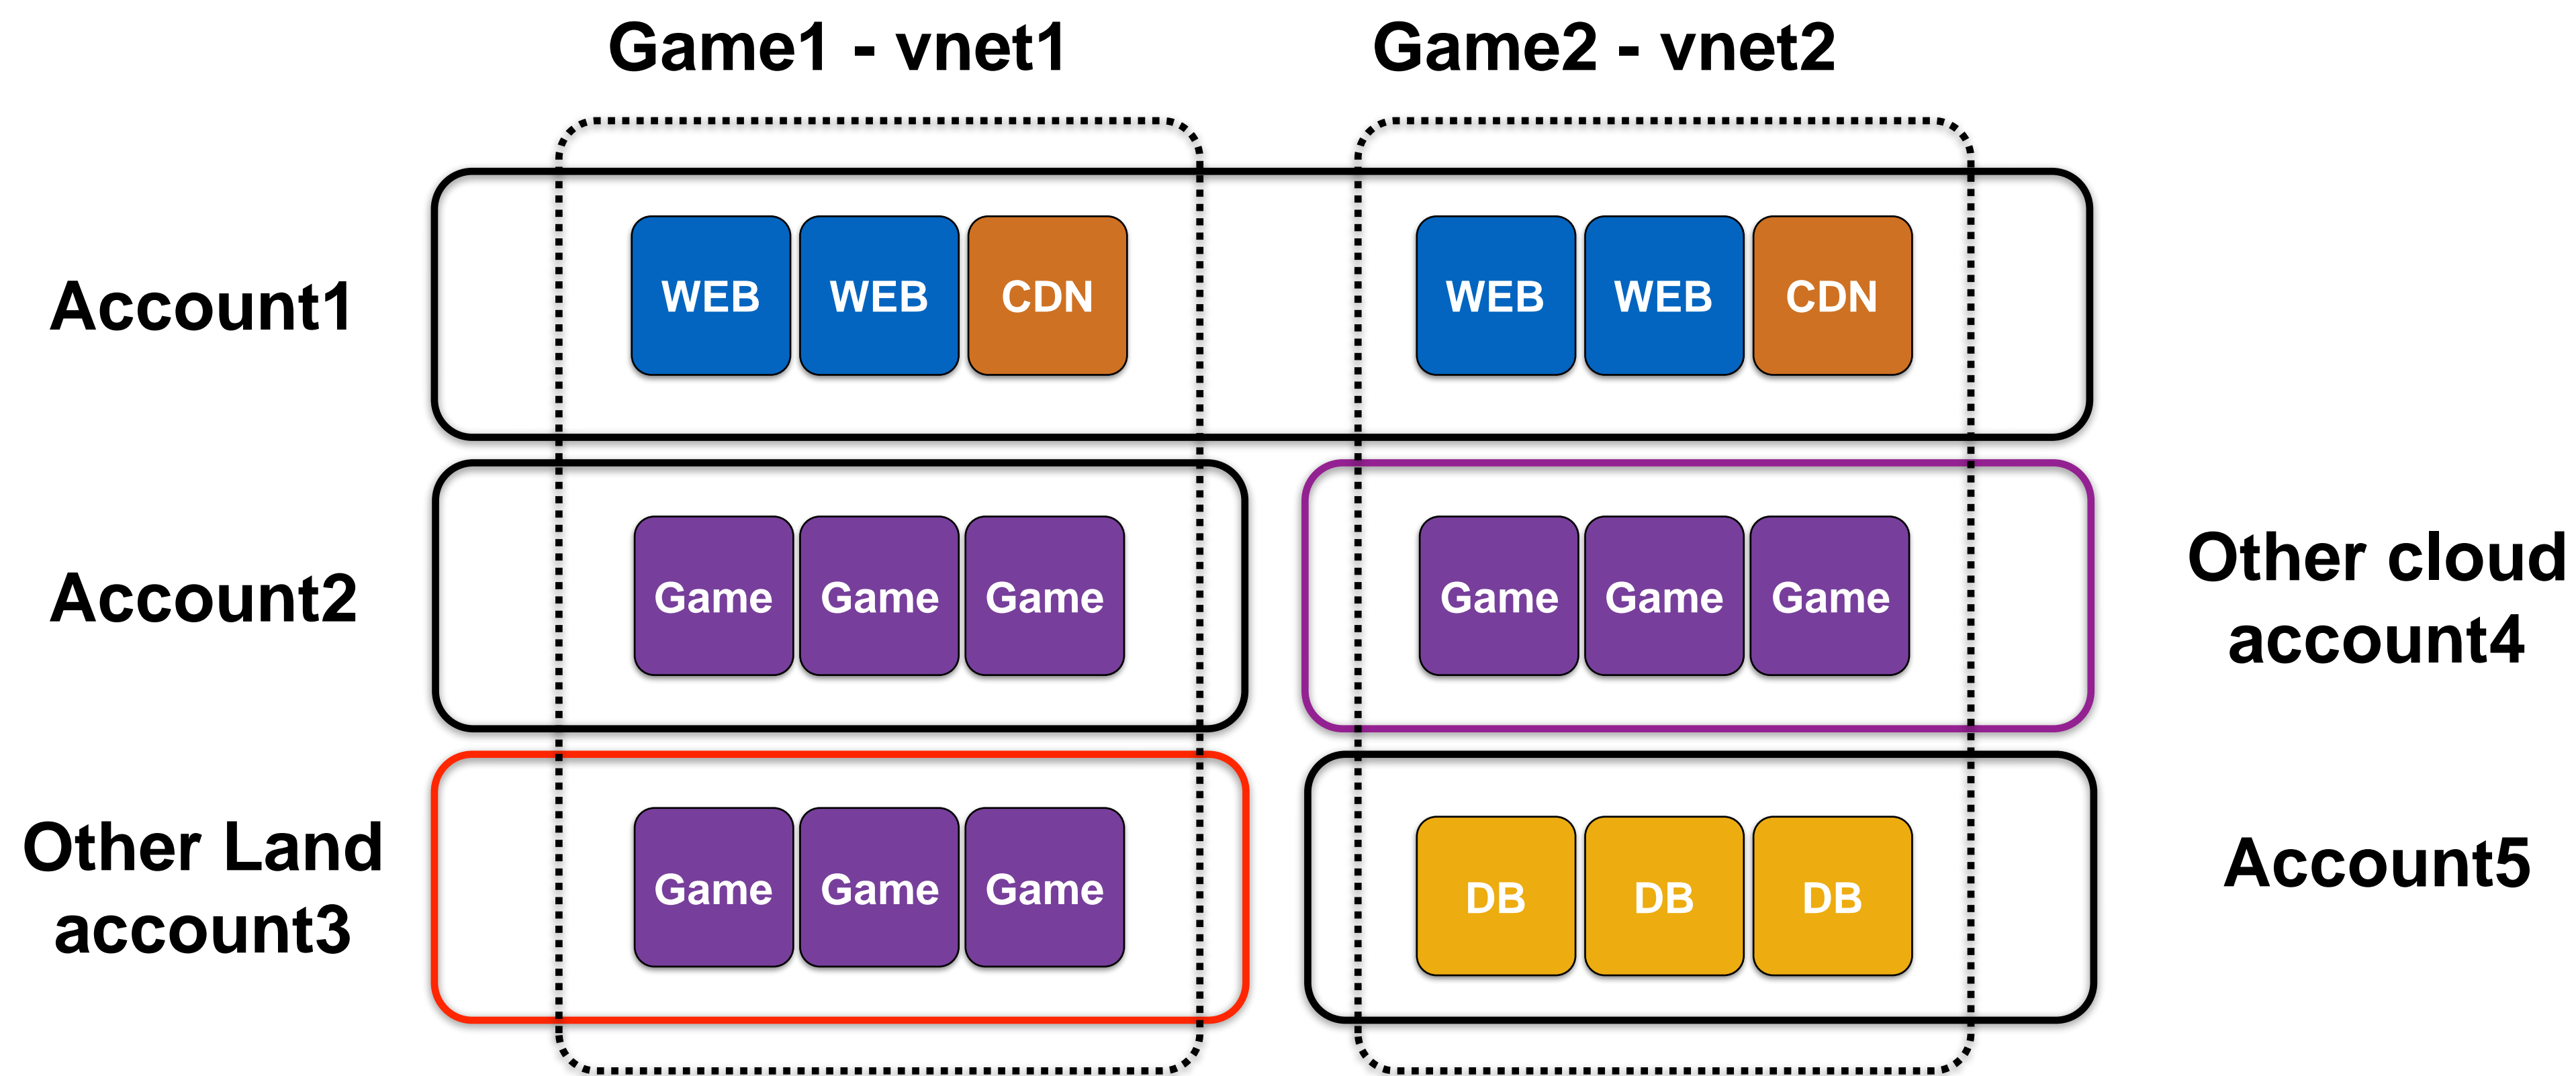 Game1 - vnet1
Game2 - vnet2
Account1
WEB WEB CDN
WEB WEB CDN
Account2
Game Game Game
Game Game Game
Other cloud
account4
Other Land
account3
Game Game Game
DB DB DB
Account5